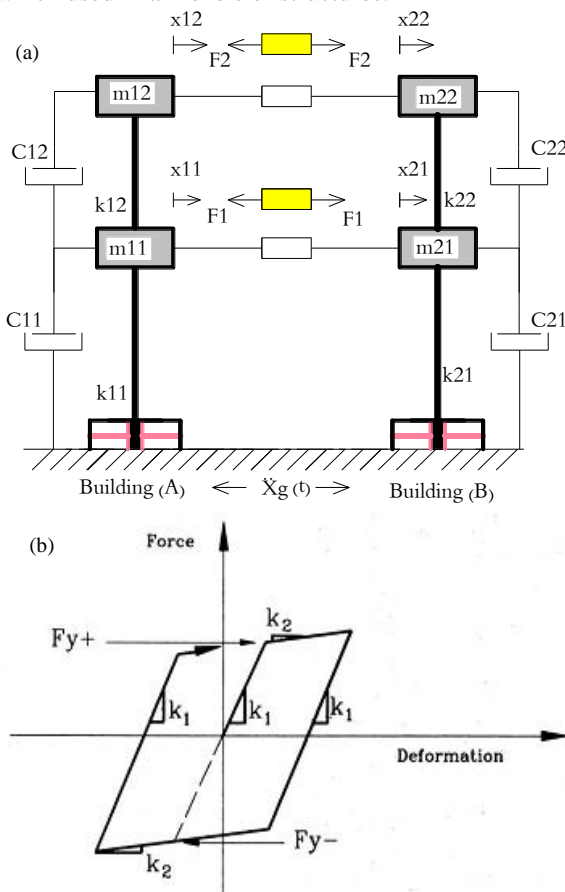 x12 x22
(a) F2 F2
m12 m22
C12 C22
x11 x21
k12 k22
F1 F1
m11 m21
C11 C21
k11 k21
Building (A) Ẍg (t) Building (B)
(b) Force
Fy+ k₂
k₁ k₁ k₁
Deformation
Fy-
k₂